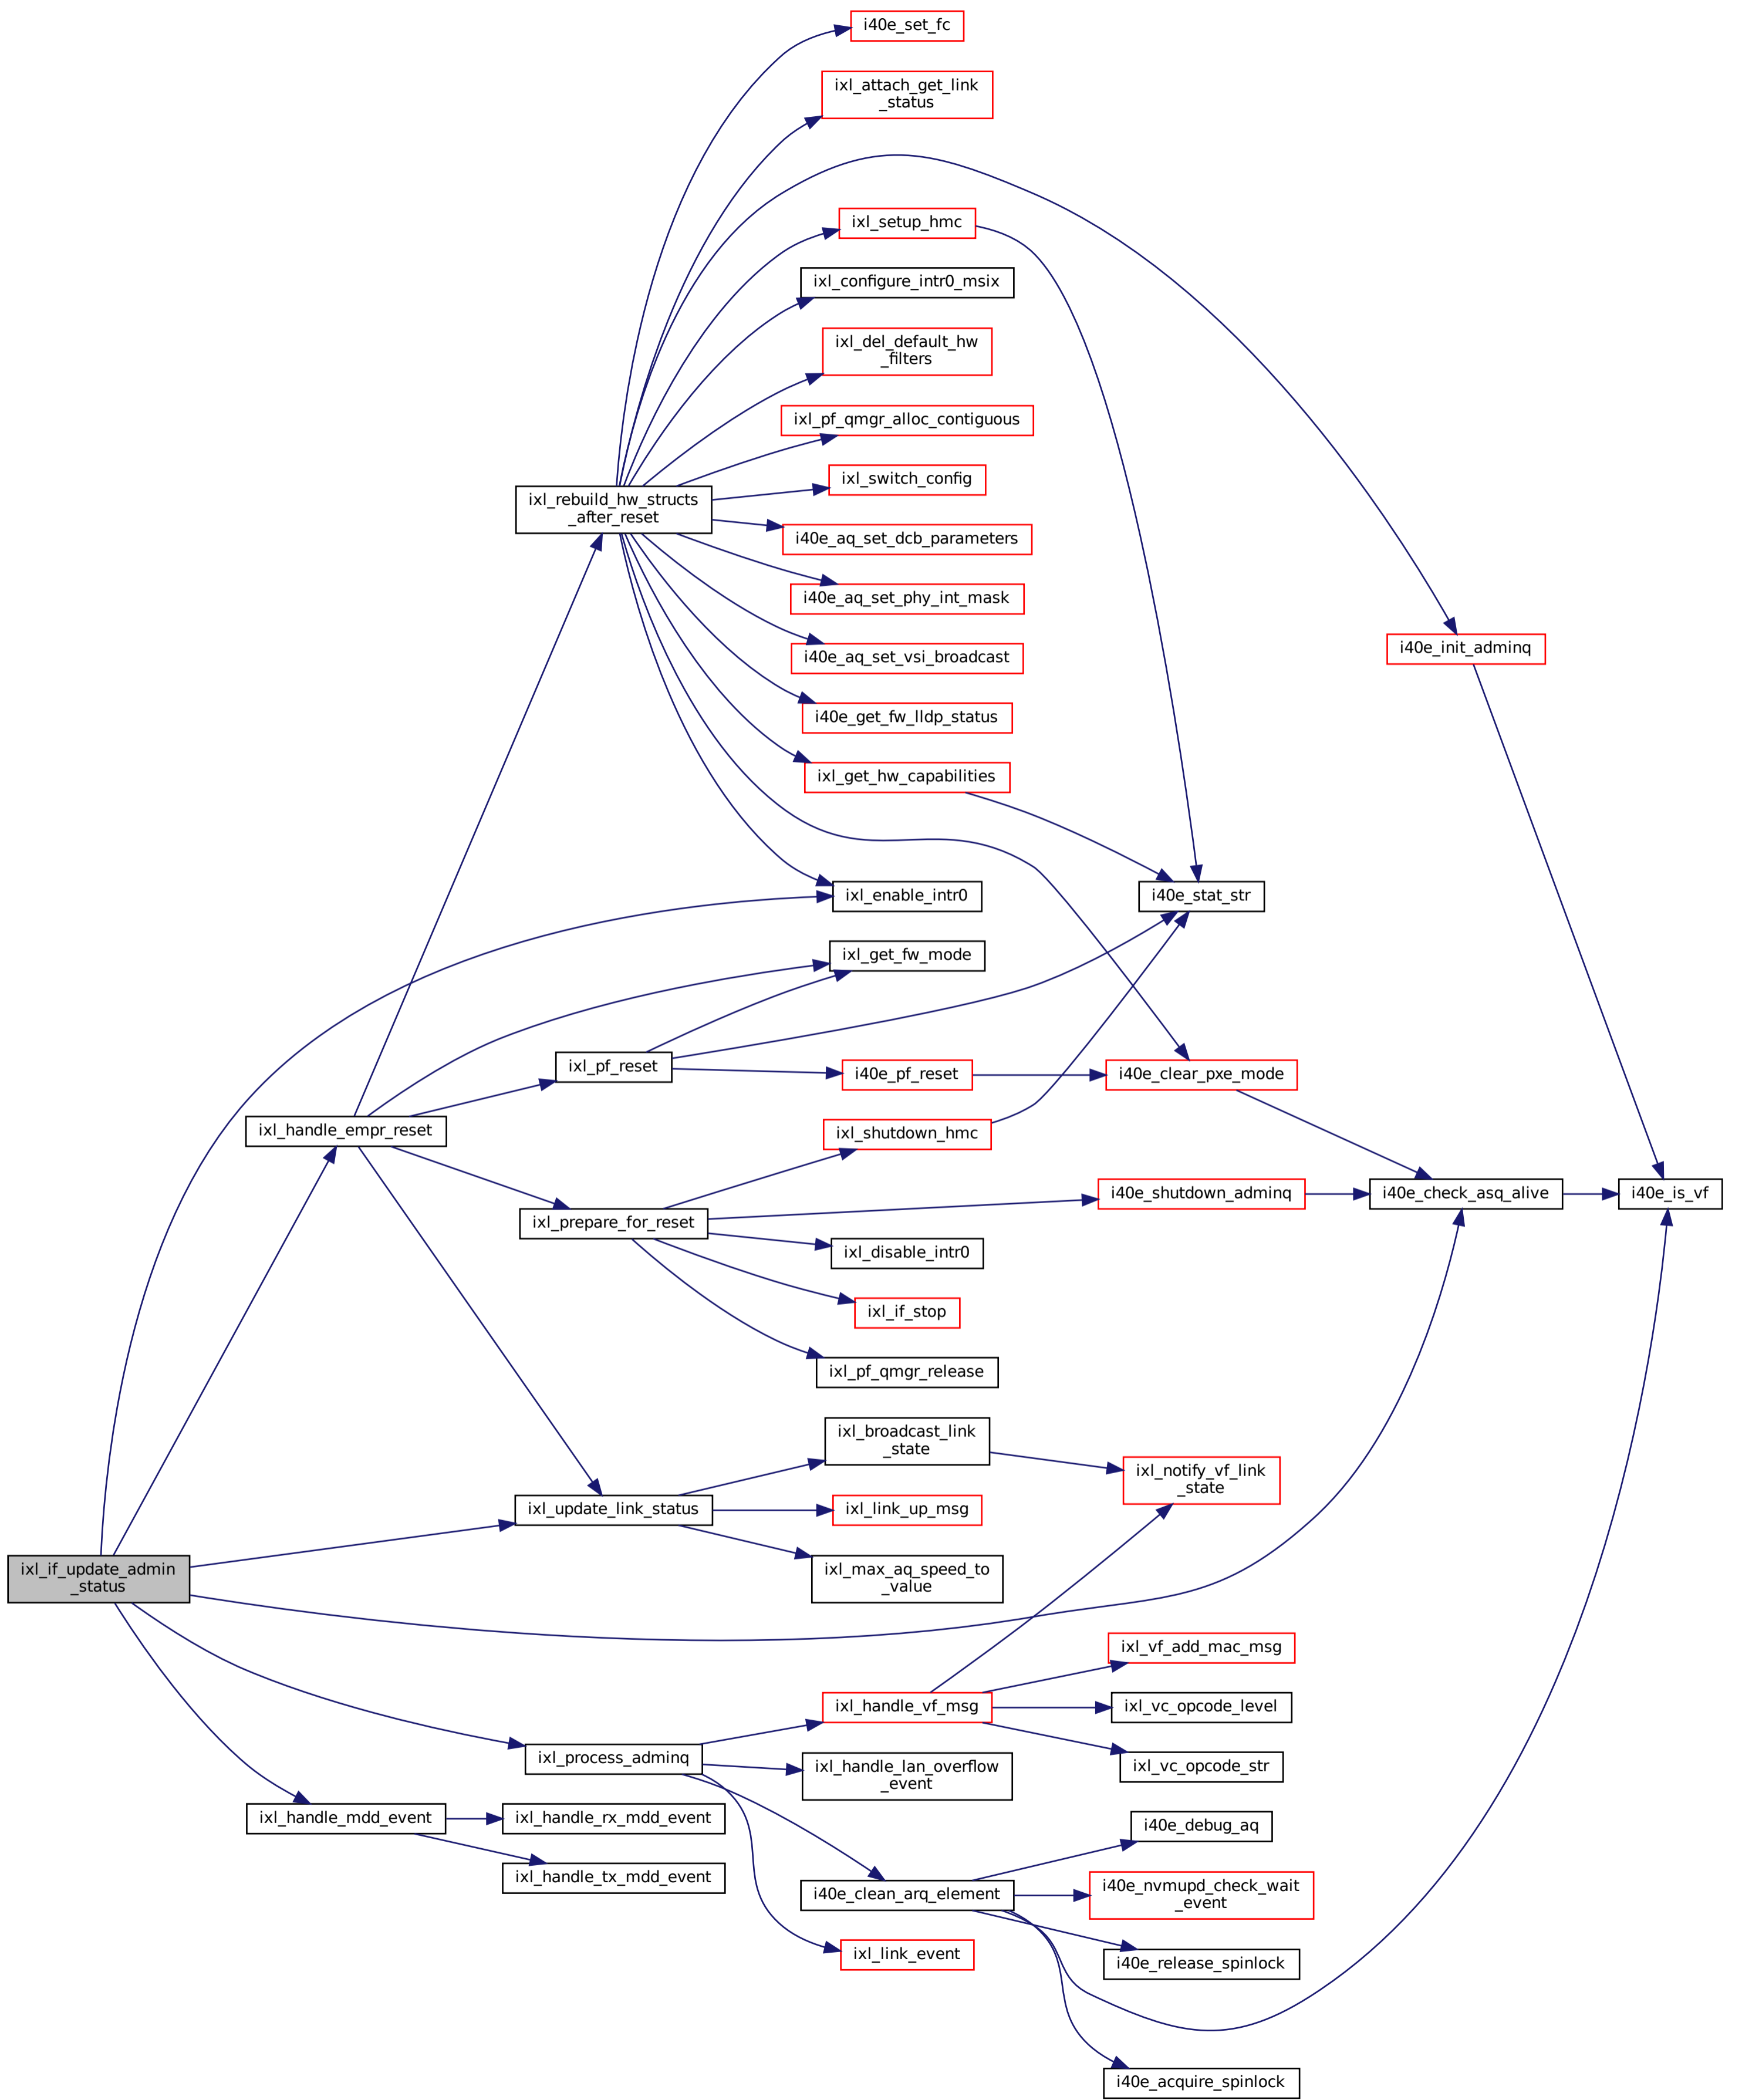 i40e_set_fc
ixl_attach_get_link
_status
ixl_setup_hmc
ixl_configure_intr0_msix
ixl_del_default_hw
_filters
ixl_pf_qmgr_alloc_contiguous
ixl_switch_config
ixl_rebuild_hw_structs
_after_reset
i40e_aq_set_dcb_parameters
i40e_aq_set_phy_int_mask
i40e_aq_set_vsi_broadcast
i40e_init_adminq
i40e_get_fw_lldp_status
ixl_get_hw_capabilities
ixl_enable_intr0
i40e_stat_str
ixl_get_fw_mode
ixl_pf_reset
i40e_pf_reset
i40e_clear_pxe_mode
ixl_handle_empr_reset
ixl_shutdown_hmc
i40e_shutdown_adminq
i40e_check_asq_alive
i40e_is_vf
ixl_prepare_for_reset
ixl_disable_intr0
ixl_if_stop
ixl_pf_qmgr_release
ixl_broadcast_link
_state
ixl_notify_vf_link
_state
ixl_update_link_status
ixl_link_up_msg
ixl_max_aq_speed_to
_value
ixl_if_update_admin
_status
ixl_vf_add_mac_msg
ixl_handle_vf_msg
ixl_vc_opcode_level
ixl_process_adminq
ixl_handle_lan_overflow
_event
ixl_vc_opcode_str
ixl_handle_mdd_event
ixl_handle_rx_mdd_event
i40e_debug_aq
ixl_handle_tx_mdd_event
i40e_clean_arq_element
i40e_nvmupd_check_wait
_event
ixl_link_event
i40e_release_spinlock
i40e_acquire_spinlock